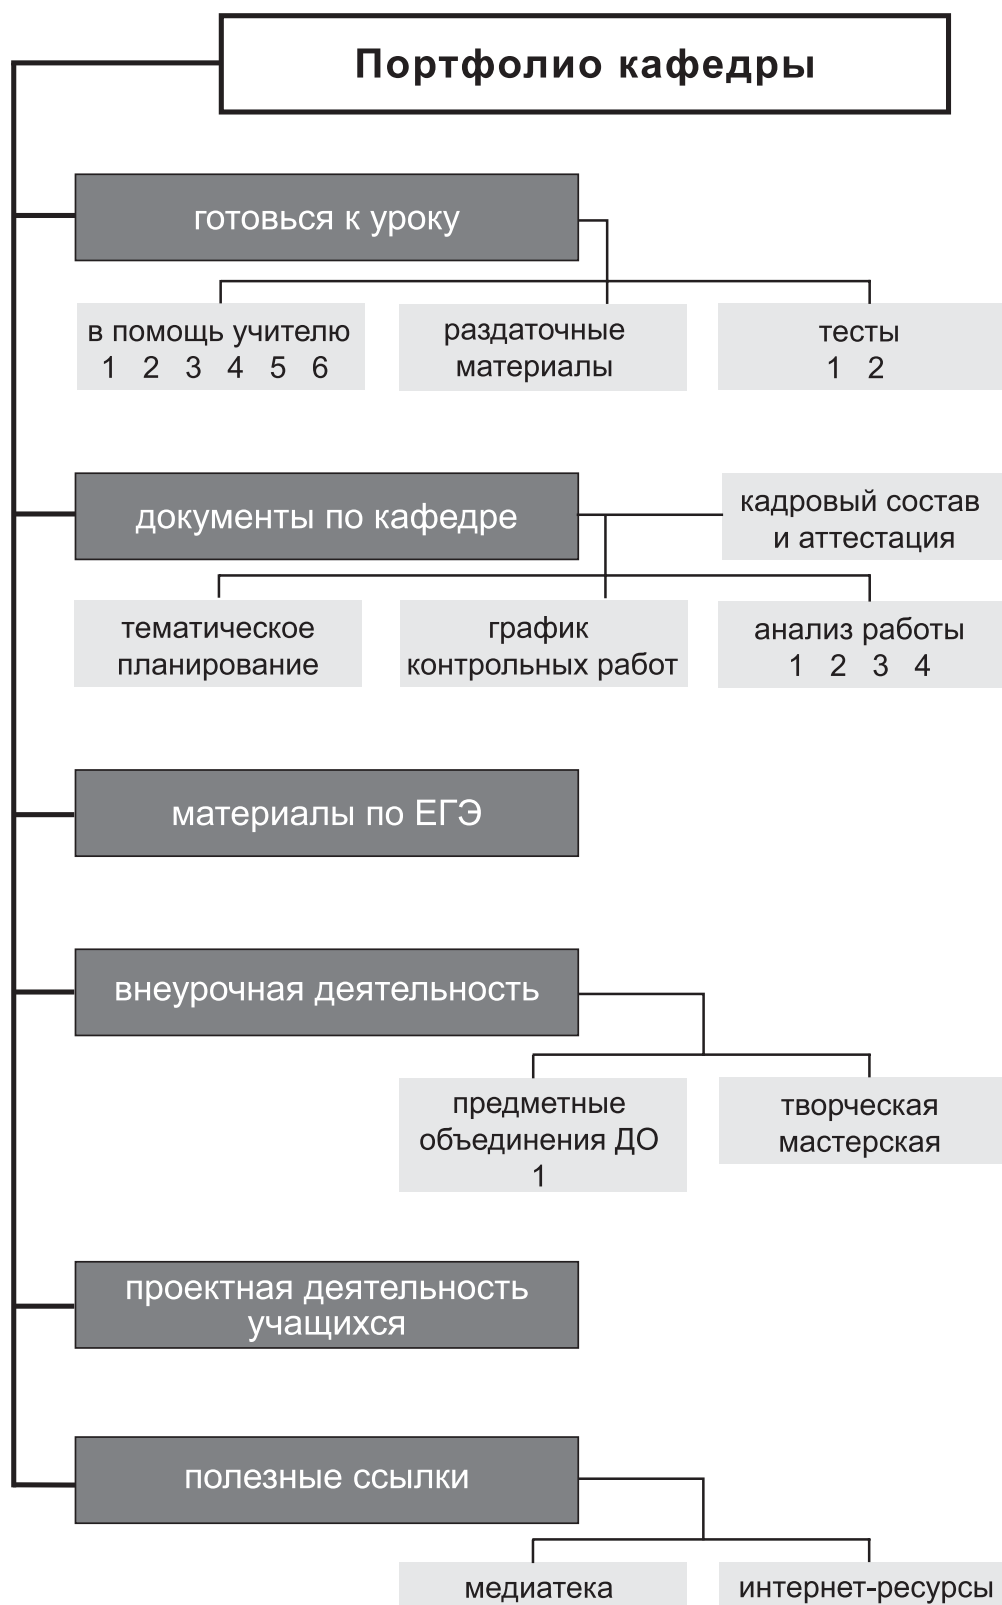 Портфолио кафедры
готовься к уроку
в помощь учителю
1 2 3 4 5 6
раздаточные
материалы
тесты
1 2
документы по кафедре
кадровый состав
и аттестация
тематическое
планирование
график
контрольных работ
анализ работы
1 2 3 4
материалы по ЕГЭ
внеурочная деятельность
предметные
объединения ДО
1
творческая
мастерская
проектная деятельность
учащихся
полезные ссылки
медиатека
интернет-ресурсы